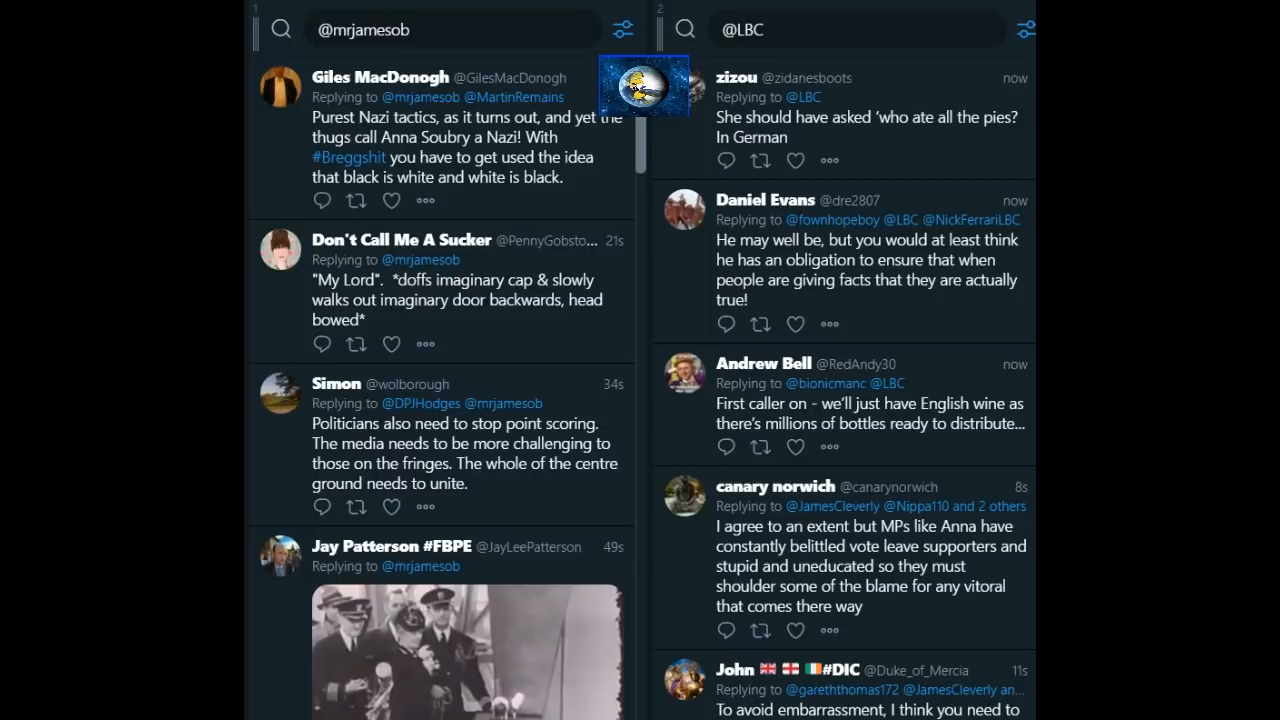 1
@mrjamesob
Giles MacDonogh @GilesMacDonogh
Replying to @mrjamesob @MartinRemains
Purest Nazi tactics, as it turns out, and yet the
thugs call Anna Soubry a Nazi! With
#Breggshit you have to get used the idea
that black is white and white is black.
Don't Call Me A Sucker @PennyGobsto... 21s
Replying to @mrjamesob
"My Lord". *doffs imaginary cap & slowly
walks out imaginary door backwards, head
bowed*
Simon @wolborough 34s
Replying to @DPJHodges @mrjamesob
Politicians also need to stop point scoring.
The media needs to be more challenging to
those on the fringes. The whole of the centre
ground needs to unite.
Jay Patterson #FBPE @JayLeePatterson 49s
Replying to @mrjamesob
2
@LBC
zizou @zidanesboots now
Replying to @LBC
She should have asked ‘who ate all the pies?
In German
Daniel Evans @dre2807 now
Replying to @fownhopeboy @LBC @NickFerrariLBC
He may well be, but you would at least think
he has an obligation to ensure that when
people are giving facts that they are actually
true!
Andrew Bell @RedAndy30 now
Replying to @bionicmanc @LBC
First caller on - we’ll just have English wine as
there’s millions of bottles ready to distribute...
canary norwich @canarynorwich 8s
Replying to @JamesCleverly @Nippa110 and 2 others
I agree to an extent but MPs like Anna have
constantly belittled vote leave supporters and
stupid and uneducated so they must
shoulder some of the blame for any vitoral
that comes there way
John #DIC @Duke_of_Mercia 11s
Replying to @gareththomas172 @JamesCleverly an...
To avoid embarrassment, I think you need to